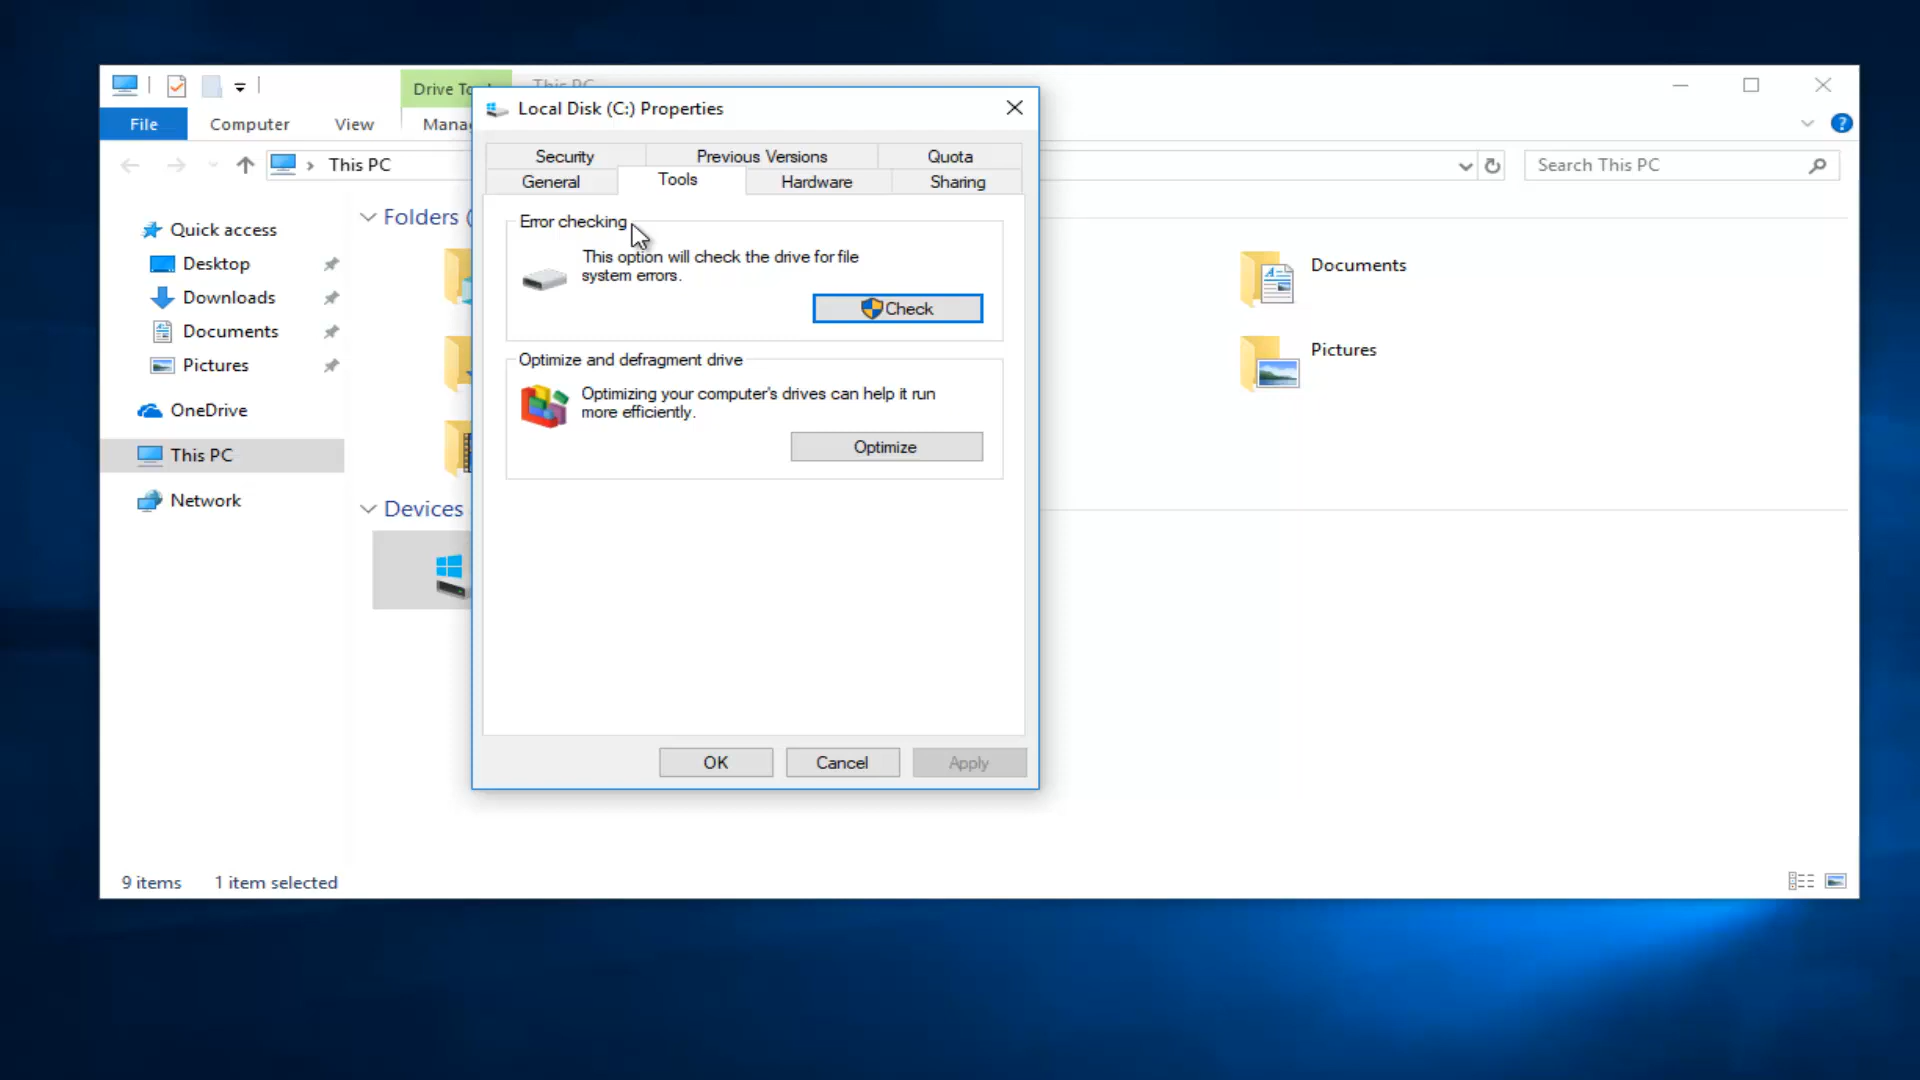 Drive To
This PC
File
Computer
View
Mana
This PC
Search This PC
Quick access
Desktop
Downloads
Documents
Pictures
OneDrive
This PC
Network
Folders (
Devices
Documents
Pictures
9 items
1 item selected
Local Disk (C:) Properties
Security
Previous Versions
Quota
General
Tools
Hardware
Sharing
Error checking
This option will check the drive for file
system errors.
Check
Optimize and defragment drive
Optimizing your computer's drives can help it run
more efficiently.
Optimize
OK
Cancel
Apply